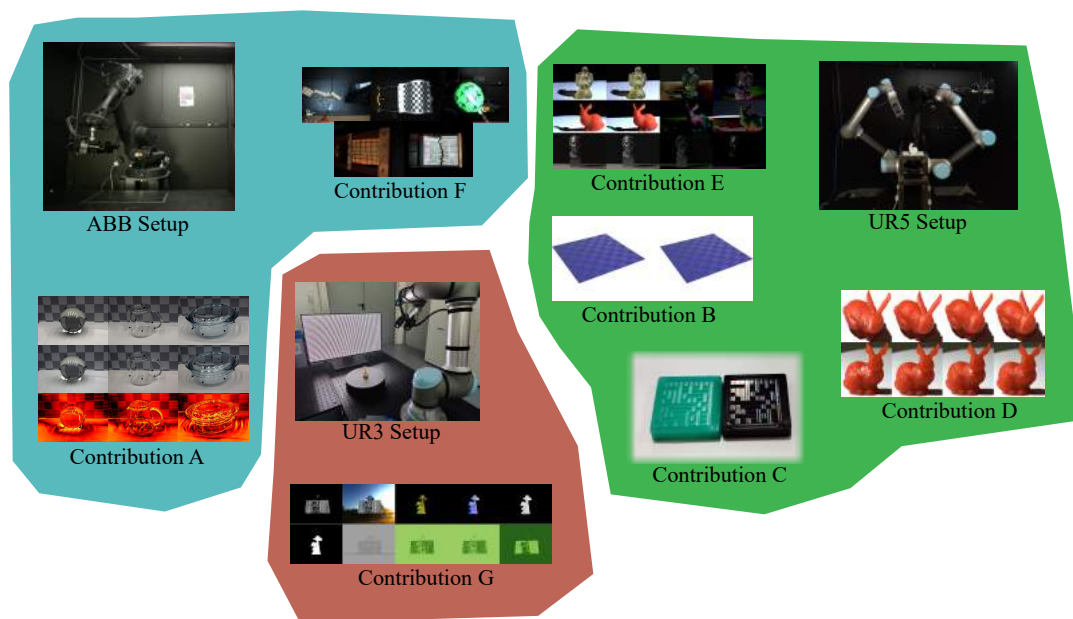 ABB Setup
Contribution F
Contribution A
UR3 Setup
Contribution G
Contribution E
UR5 Setup
Contribution B
Contribution D
Contribution C